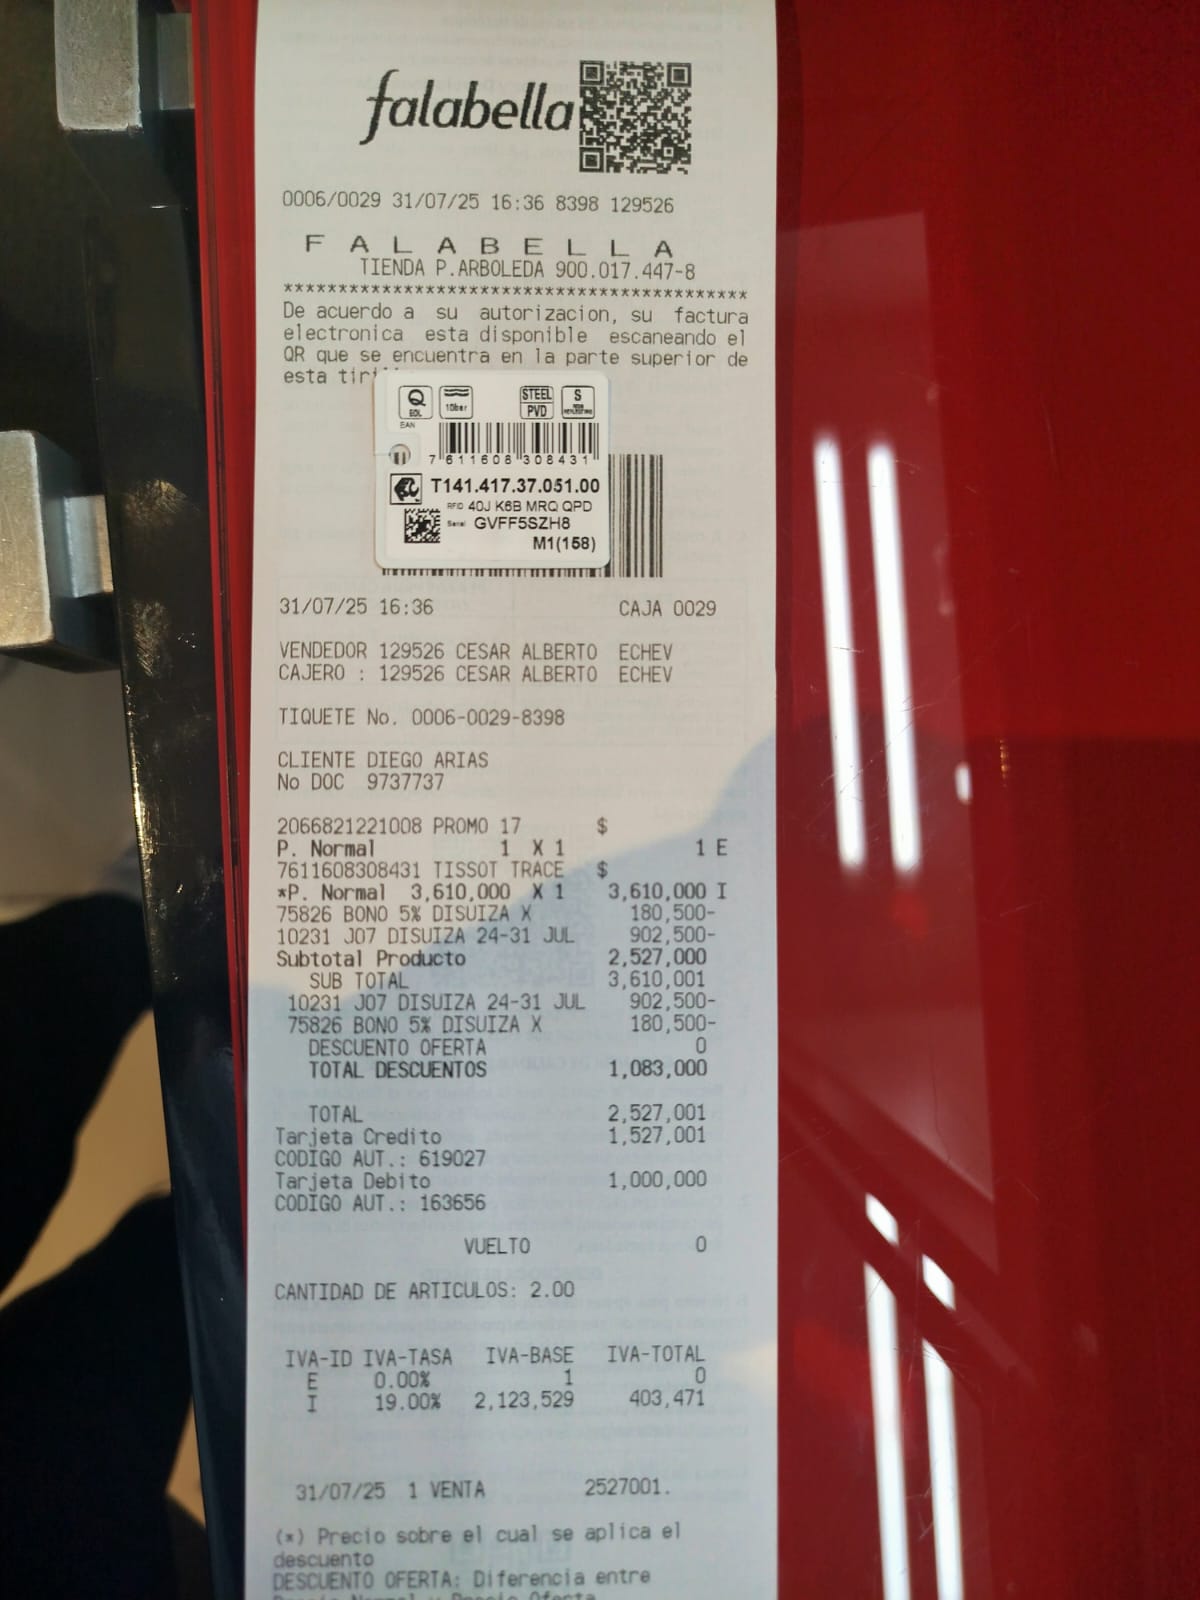 falabella
0006/0029 31/07/25 16:36 8398 129526
F A L A B E L L A
TIENDA P.ARBOLEDA 900.017.447-8
*******************************************
De acuerdo a su autorizacion, su factura
electronica esta disponible escaneando el
QR que se encuentra en la parte superior de
esta
Q
EOL
10bar
STEEL
PVD
S
EAN
7 611608 308431
T141.417.37.051.00
RFID 40J K6B MRQ QPD
Serial GVFF5SZH8
M1(158)
31/07/25 16:36 CAJA 0029
VENDEDOR 129526 CESAR ALBERTO ECHEV
CAJERO : 129526 CESAR ALBERTO ECHEV
TIQUETE No. 0006-0029-8398
CLIENTE DIEGO ARIAS
No DOC 9737737
2066821221008 PROMO 17 $
P. Normal 1 X 1 1 E
7611608308431 TISSOT TRACE $
*P. Normal 3,610,000 X 1 3,610,000 I
75826 BONO 5% DISUIZA X 180,500-
10231 J07 DISUIZA 24-31 JUL 902,500-
Subtotal Producto 2,527,000
SUB TOTAL 3,610,001
10231 J07 DISUIZA 24-31 JUL 902,500-
75826 BONO 5% DISUIZA X 180,500-
DESCUENTO OFERTA 0
TOTAL DESCUENTOS 1,083,000
TOTAL 2,527,001
Tarjeta Credito 1,527,001
CODIGO AUT.: 619027
Tarjeta Debito 1,000,000
CODIGO AUT.: 163656
VUELTO 0
CANTIDAD DE ARTICULOS: 2.00
IVA-ID IVA-TASA IVA-BASE IVA-TOTAL
E 0.00% 1 0
I 19.00% 2,123,529 403,471
31/07/25 1 VENTA 2527001.
(*) Precio sobre el cual se aplica el
descuento
DESCUENTO OFERTA: Diferencia entre
Precio Normal y Precio Oferta